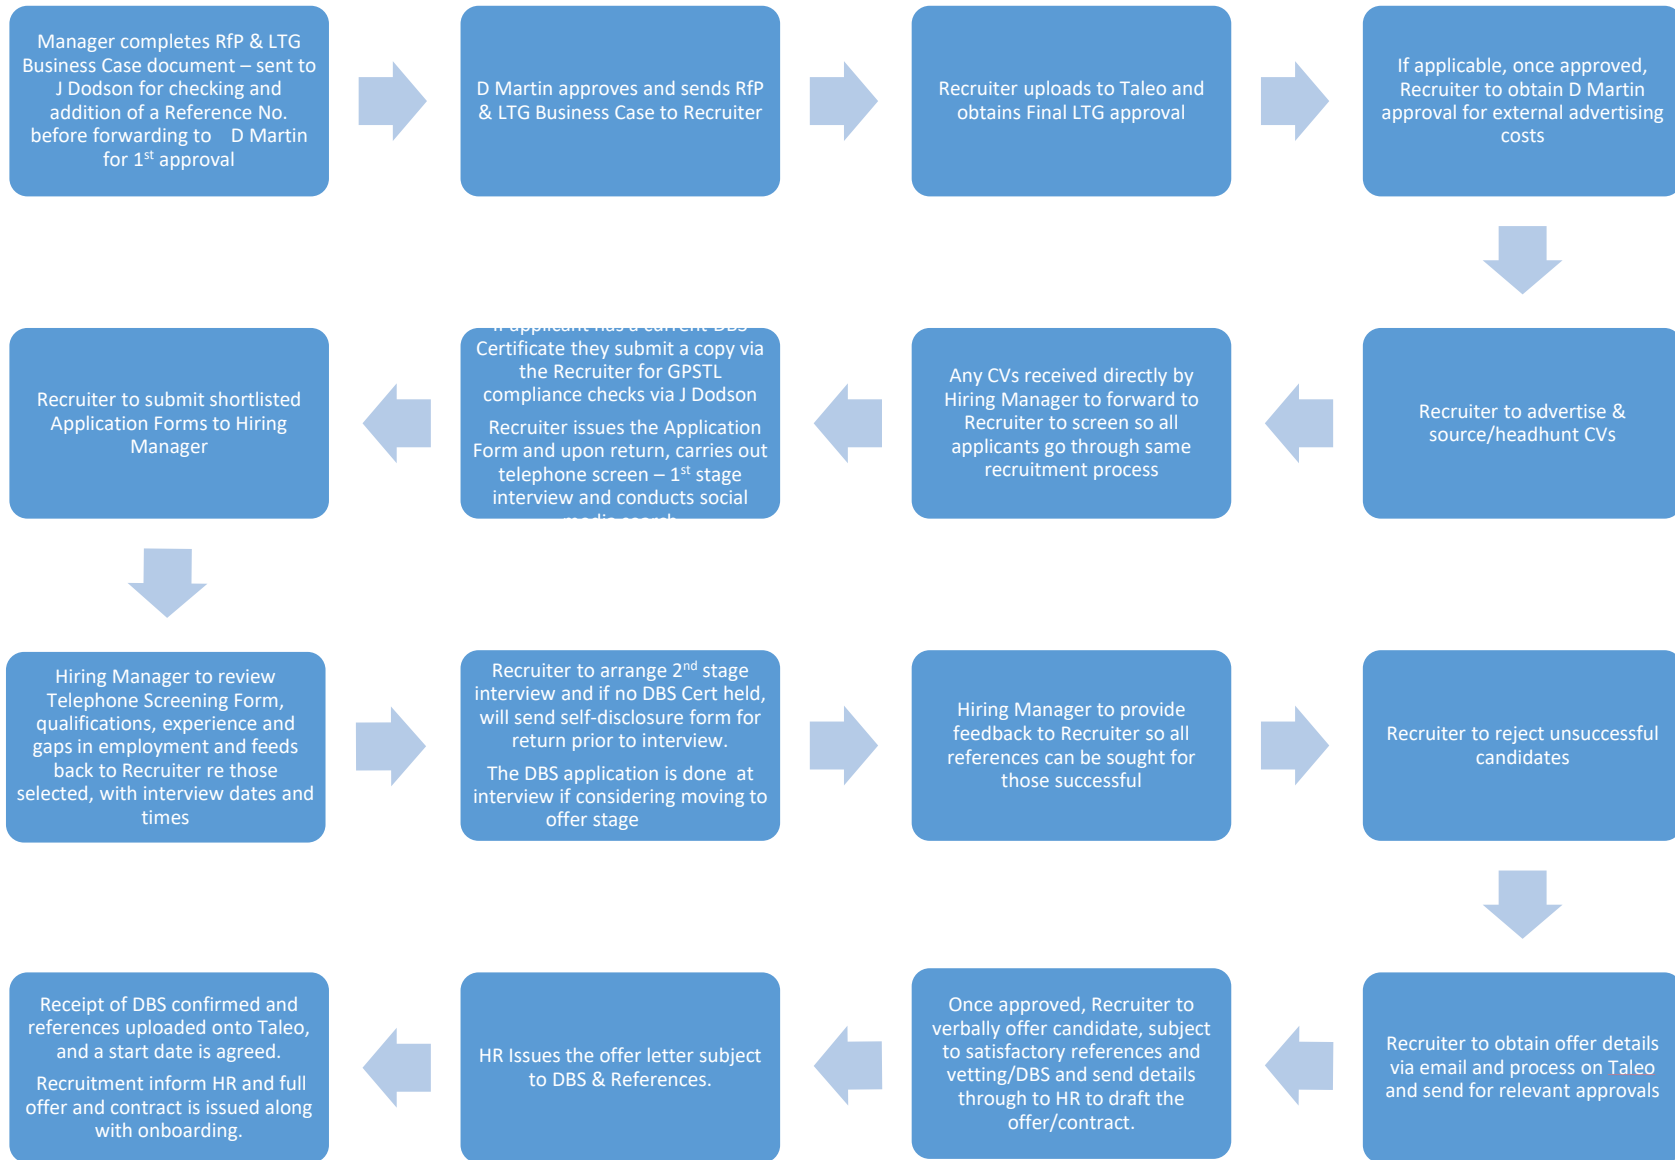 Manager completes RfP & LTG
Business Case document – sent to
J Dodson for checking and
addition of a Reference No.
before forwarding to D Martin
for 1st approval
D Martin approves and sends RfP
& LTG Business Case to Recruiter
Recruiter uploads to Taleo and
obtains Final LTG approval
If applicable, once approved,
Recruiter to obtain D Martin
approval for external advertising
costs
Recruiter to advertise &
source/headhunt CVs
Any CVs received directly by
Hiring Manager to forward to
Recruiter to screen so all
applicants go through same
recruitment process
If applicant has a current DBS
Certificate they submit a copy via
the Recruiter for GPSTL
compliance checks via J Dodson
Recruiter issues the Application
Form and upon return, carries out
telephone screen – 1st stage
interview and conducts social
media search
Recruiter to submit shortlisted
Application Forms to Hiring
Manager
Hiring Manager to review
Telephone Screening Form,
qualifications, experience and
gaps in employment and feeds
back to Recruiter re those
selected, with interview dates and
times
Recruiter to arrange 2nd stage
interview and if no DBS Cert held,
will send self-disclosure form for
return prior to interview.
The DBS application is done at
interview if considering moving to
offer stage
Hiring Manager to provide
feedback to Recruiter so all
references can be sought for
those successful
Recruiter to reject unsuccessful
candidates
Recruiter to obtain offer details
via email and process on Taleo
and send for relevant approvals
Once approved, Recruiter to
verbally offer candidate, subject
to satisfactory references and
vetting/DBS and send details
through to HR to draft the
offer/contract.
HR Issues the offer letter subject
to DBS & References.
Receipt of DBS confirmed and
references uploaded onto Taleo,
and a start date is agreed.
Recruitment inform HR and full
offer and contract is issued along
with onboarding.